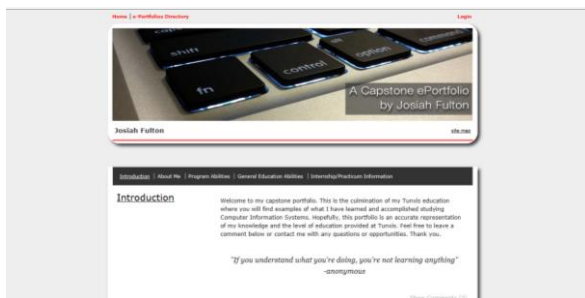 Home | e-Portfolios Directory
Login
shift
fn
control
alt
option
command
A Capstone ePortfolio
by Josiah Fulton
Josiah Fulton
site map
Introduction | About Me | Program Abilities | General Education Abilities | Internship/Practicum Information
Introduction
Welcome to my capstone portfolio. This is the culmination of my Tunxis education
where you will find examples of what I have learned and accomplished studying
Computer Information Systems. Hopefully, this portfolio is an accurate representation
of my knowledge and the level of education provided at Tunxis. Feel free to leave a
comment below or contact me with any questions or opportunities. Thank you.
"If you understand what you're doing, you're not learning anything"
-anonymous